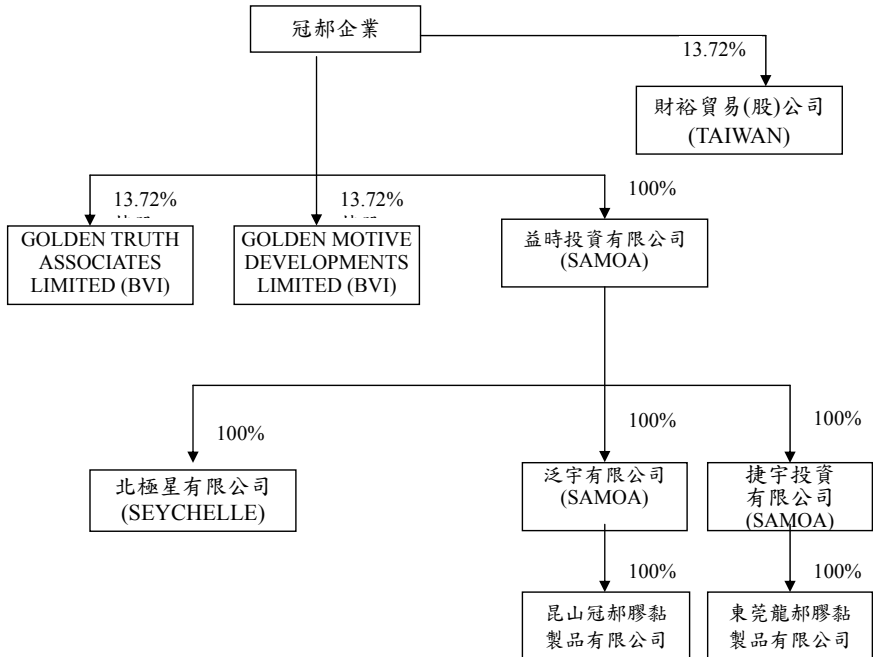 冠郝企業
13.72%
財裕貿易(股)公司
(TAIWAN)
13.72%
13.72%
100%
GOLDEN TRUTH
ASSOCIATES
LIMITED (BVI)
GOLDEN MOTIVE
DEVELOPMENTS
LIMITED (BVI)
益時投資有限公司
(SAMOA)
100%
100%
100%
北極星有限公司
(SEYCHELLE)
泛宇有限公司
(SAMOA)
捷宇投資
有限公司
(SAMOA)
100%
100%
昆山冠郝膠黏
製品有限公司
東莞龍郝膠黏
製品有限公司